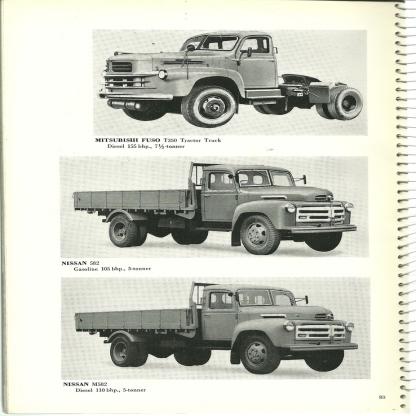 MITSUBISHI FUSO T350 Tractor Truck
Diesel 155 bhp., 7½-tonner
NISSAN 582
Gasoline 105 bhp., 5-tonner
NISSAN M582
Diesel 110 bhp., 5-tonner